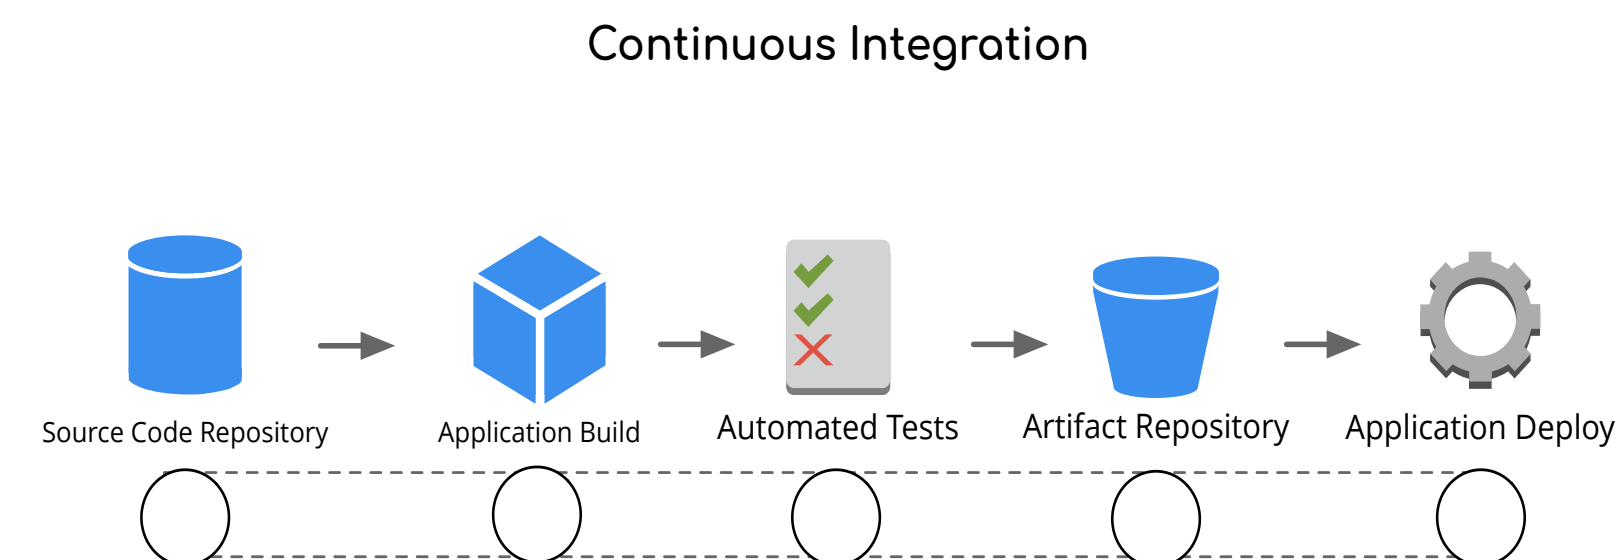 Continuous Integration
Source Code Repository
Application Build
Automated Tests
Artifact Repository
Application Deploy